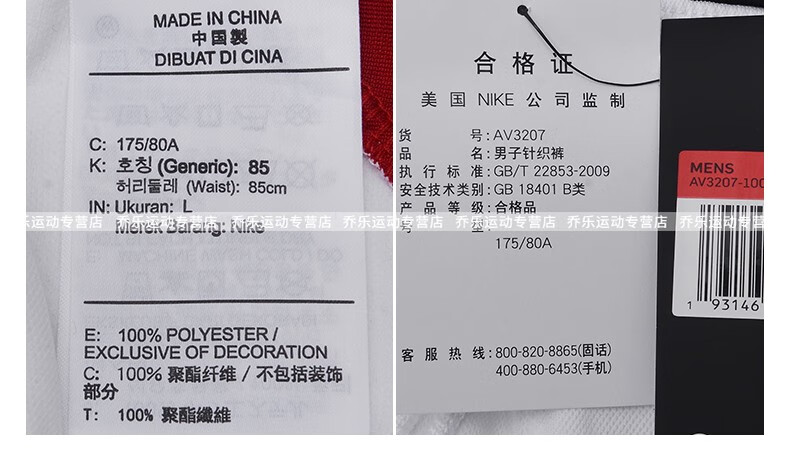 MADE IN CHINA
中国製
DIBUAT DI CINA
C: 175/80A
K: 호칭 (Generic): 85
허리둘레 (Waist): 85cm
IN: Ukuran: L
Merek Barang: Nike
E: 100% POLYESTER /
EXCLUSIVE OF DECORATION
C: 100% 聚酯纤维 / 不包括装饰
部分
T: 100% 聚酯纖維
合格证
美国 NIKE 公司监制
货 号: AV3207
品 名: 男子针织裤
执行标准: GB/T 22853-2009
安全技术类别: GB 18401 B类
产品等级: 合格品
号 型:
175/80A
客服热线: 800-820-8865(固话)
400-880-6453(手机)
MENS
AV3207-100
1 93146
乔乐运动专营店 乔乐运动专营店 乔乐运动专营店 乔乐运动专营店 乔乐运动专营店 乔乐运动专营店